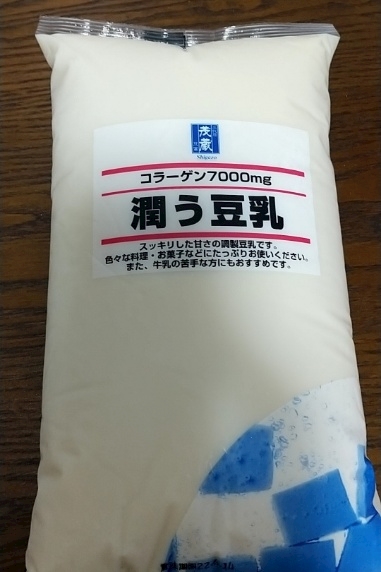 茂蔵
Shigezo
コラーゲン7000mg
潤う豆乳
スッキリした甘さの調製豆乳です。
色々な料理・お菓子などにたっぷりお使いください。
また、牛乳の苦手な方にもおすすめです。